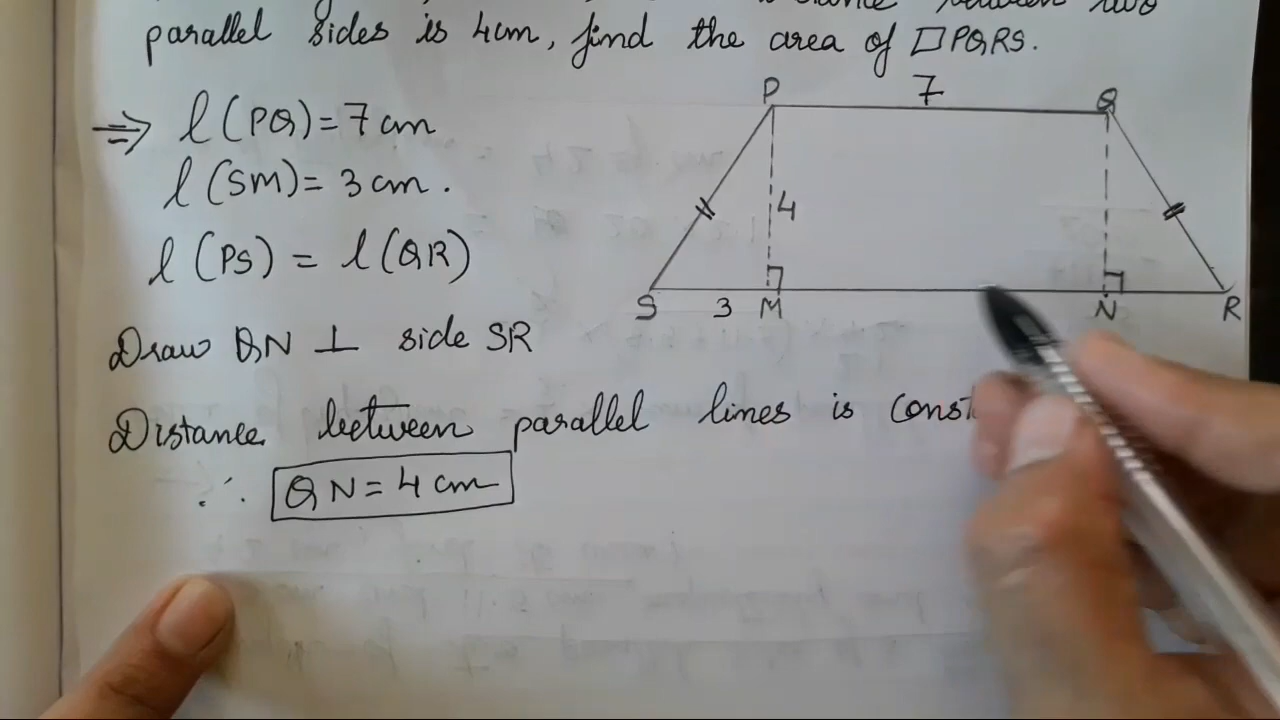 parallel sides is 4cm, find the area of □PQRS.
⇒ l(PQ) = 7 cm
l(SM) = 3 cm.
l(PS) = l(QR)
Draw QN ⊥ side SR
Distance between parallel lines is const
∴ QN = 4 cm
P 7 Q
4
S 3 M N R